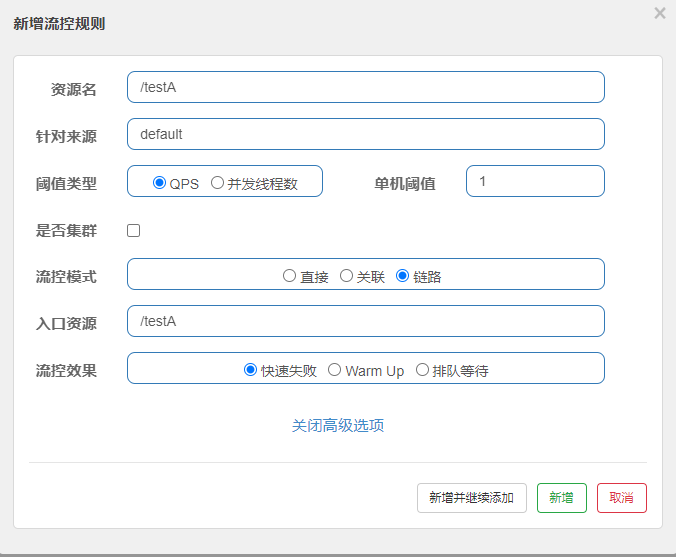 新增流控规则
×
资源名 /testA
针对来源 default
阈值类型 QPS 并发线程数 单机阈值 1
是否集群
流控模式 直接 关联 链路
入口资源 /testA
流控效果 快速失败 Warm Up 排队等待
关闭高级选项
新增并继续添加 新增 取消